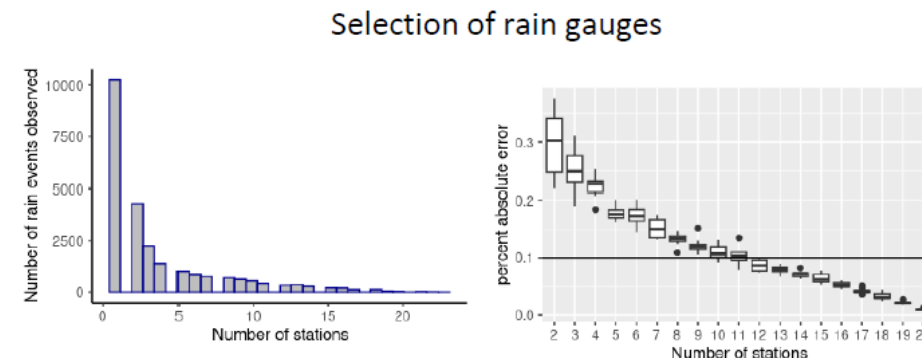 Selection of rain gauges
Number of rain events observed
10000
7500
5000
2500
0
0 5 10 15 20
Number of stations
percent absolute error
0.3
0.2
0.1
0.0
2 3 4 5 6 7 8 9 10 11 12 13 14 15 16 17 18 19 2
Number of stations